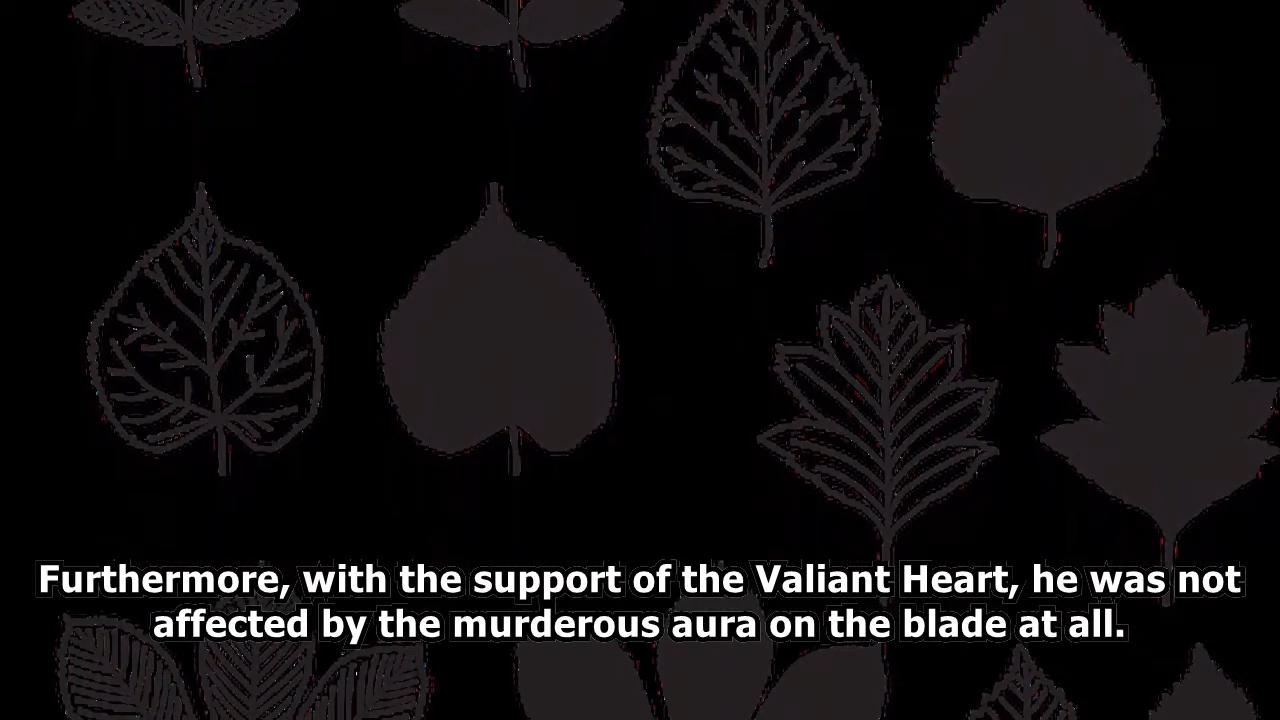 Furthermore, with the support of the Valiant Heart, he was not
affected by the murderous aura on the blade at all.